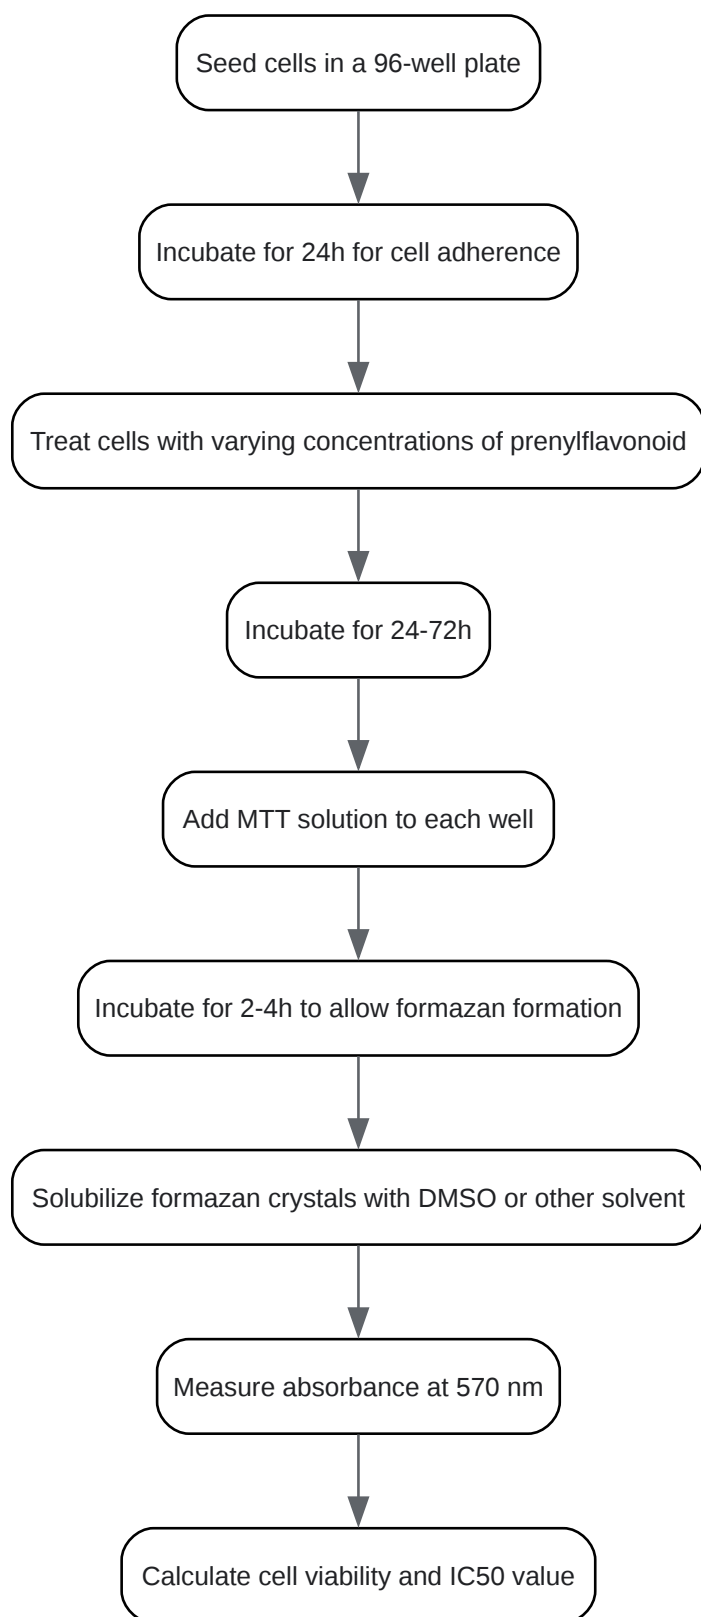 Seed cells in a 96-well plate
Incubate for 24h for cell adherence
Treat cells with varying concentrations of prenylflavonoid
Incubate for 24-72h
Add MTT solution to each well
Incubate for 2-4h to allow formazan formation
Solubilize formazan crystals with DMSO or other solvent
Measure absorbance at 570 nm
Calculate cell viability and IC50 value